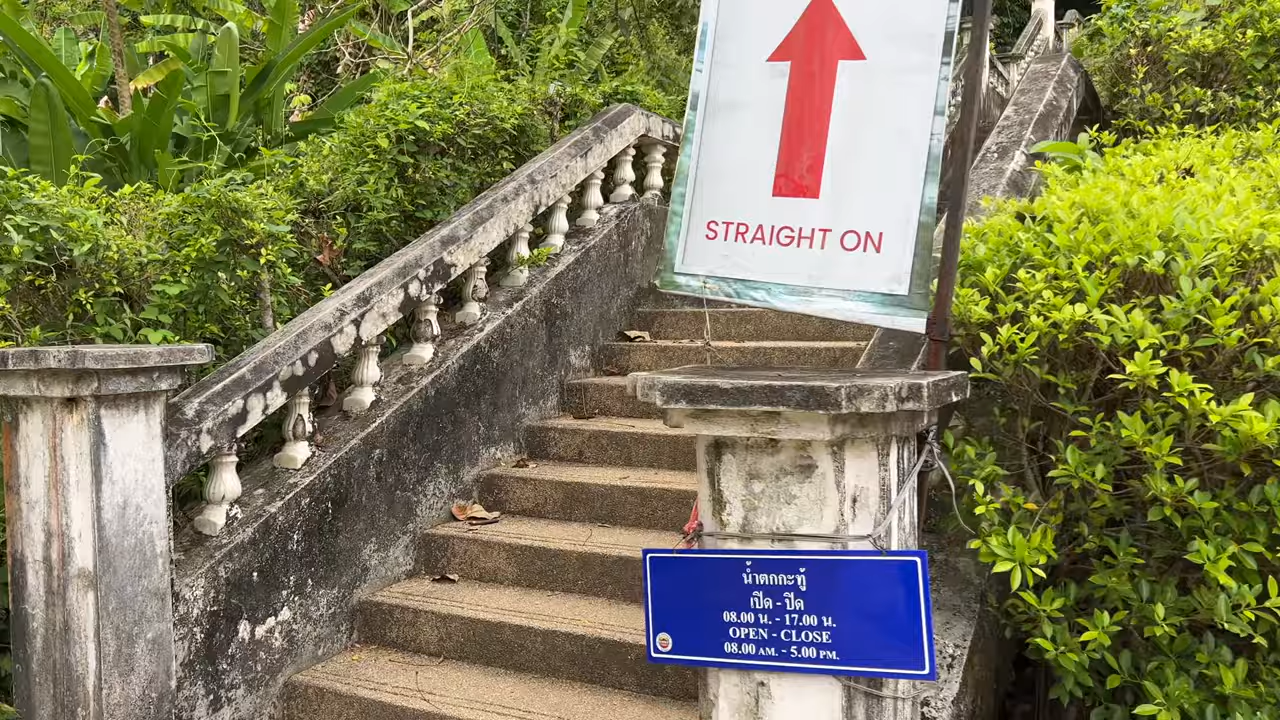 STRAIGHT ON
น้ำตกกะทู้
เปิด - ปิด
08.00 น. - 17.00 น.
OPEN - CLOSE
08.00 AM. - 5.00 PM.